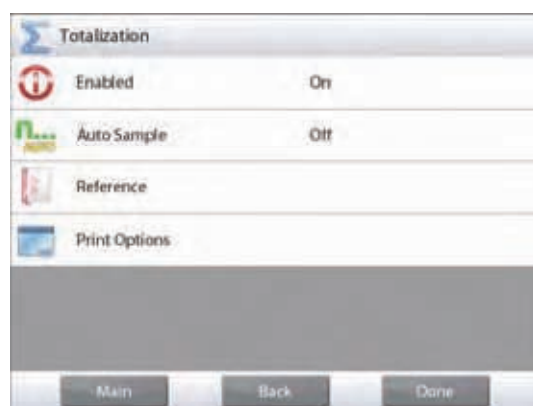 Totalization
Enabled On
Auto Sample Off
Reference
Print Options
Main Back Done